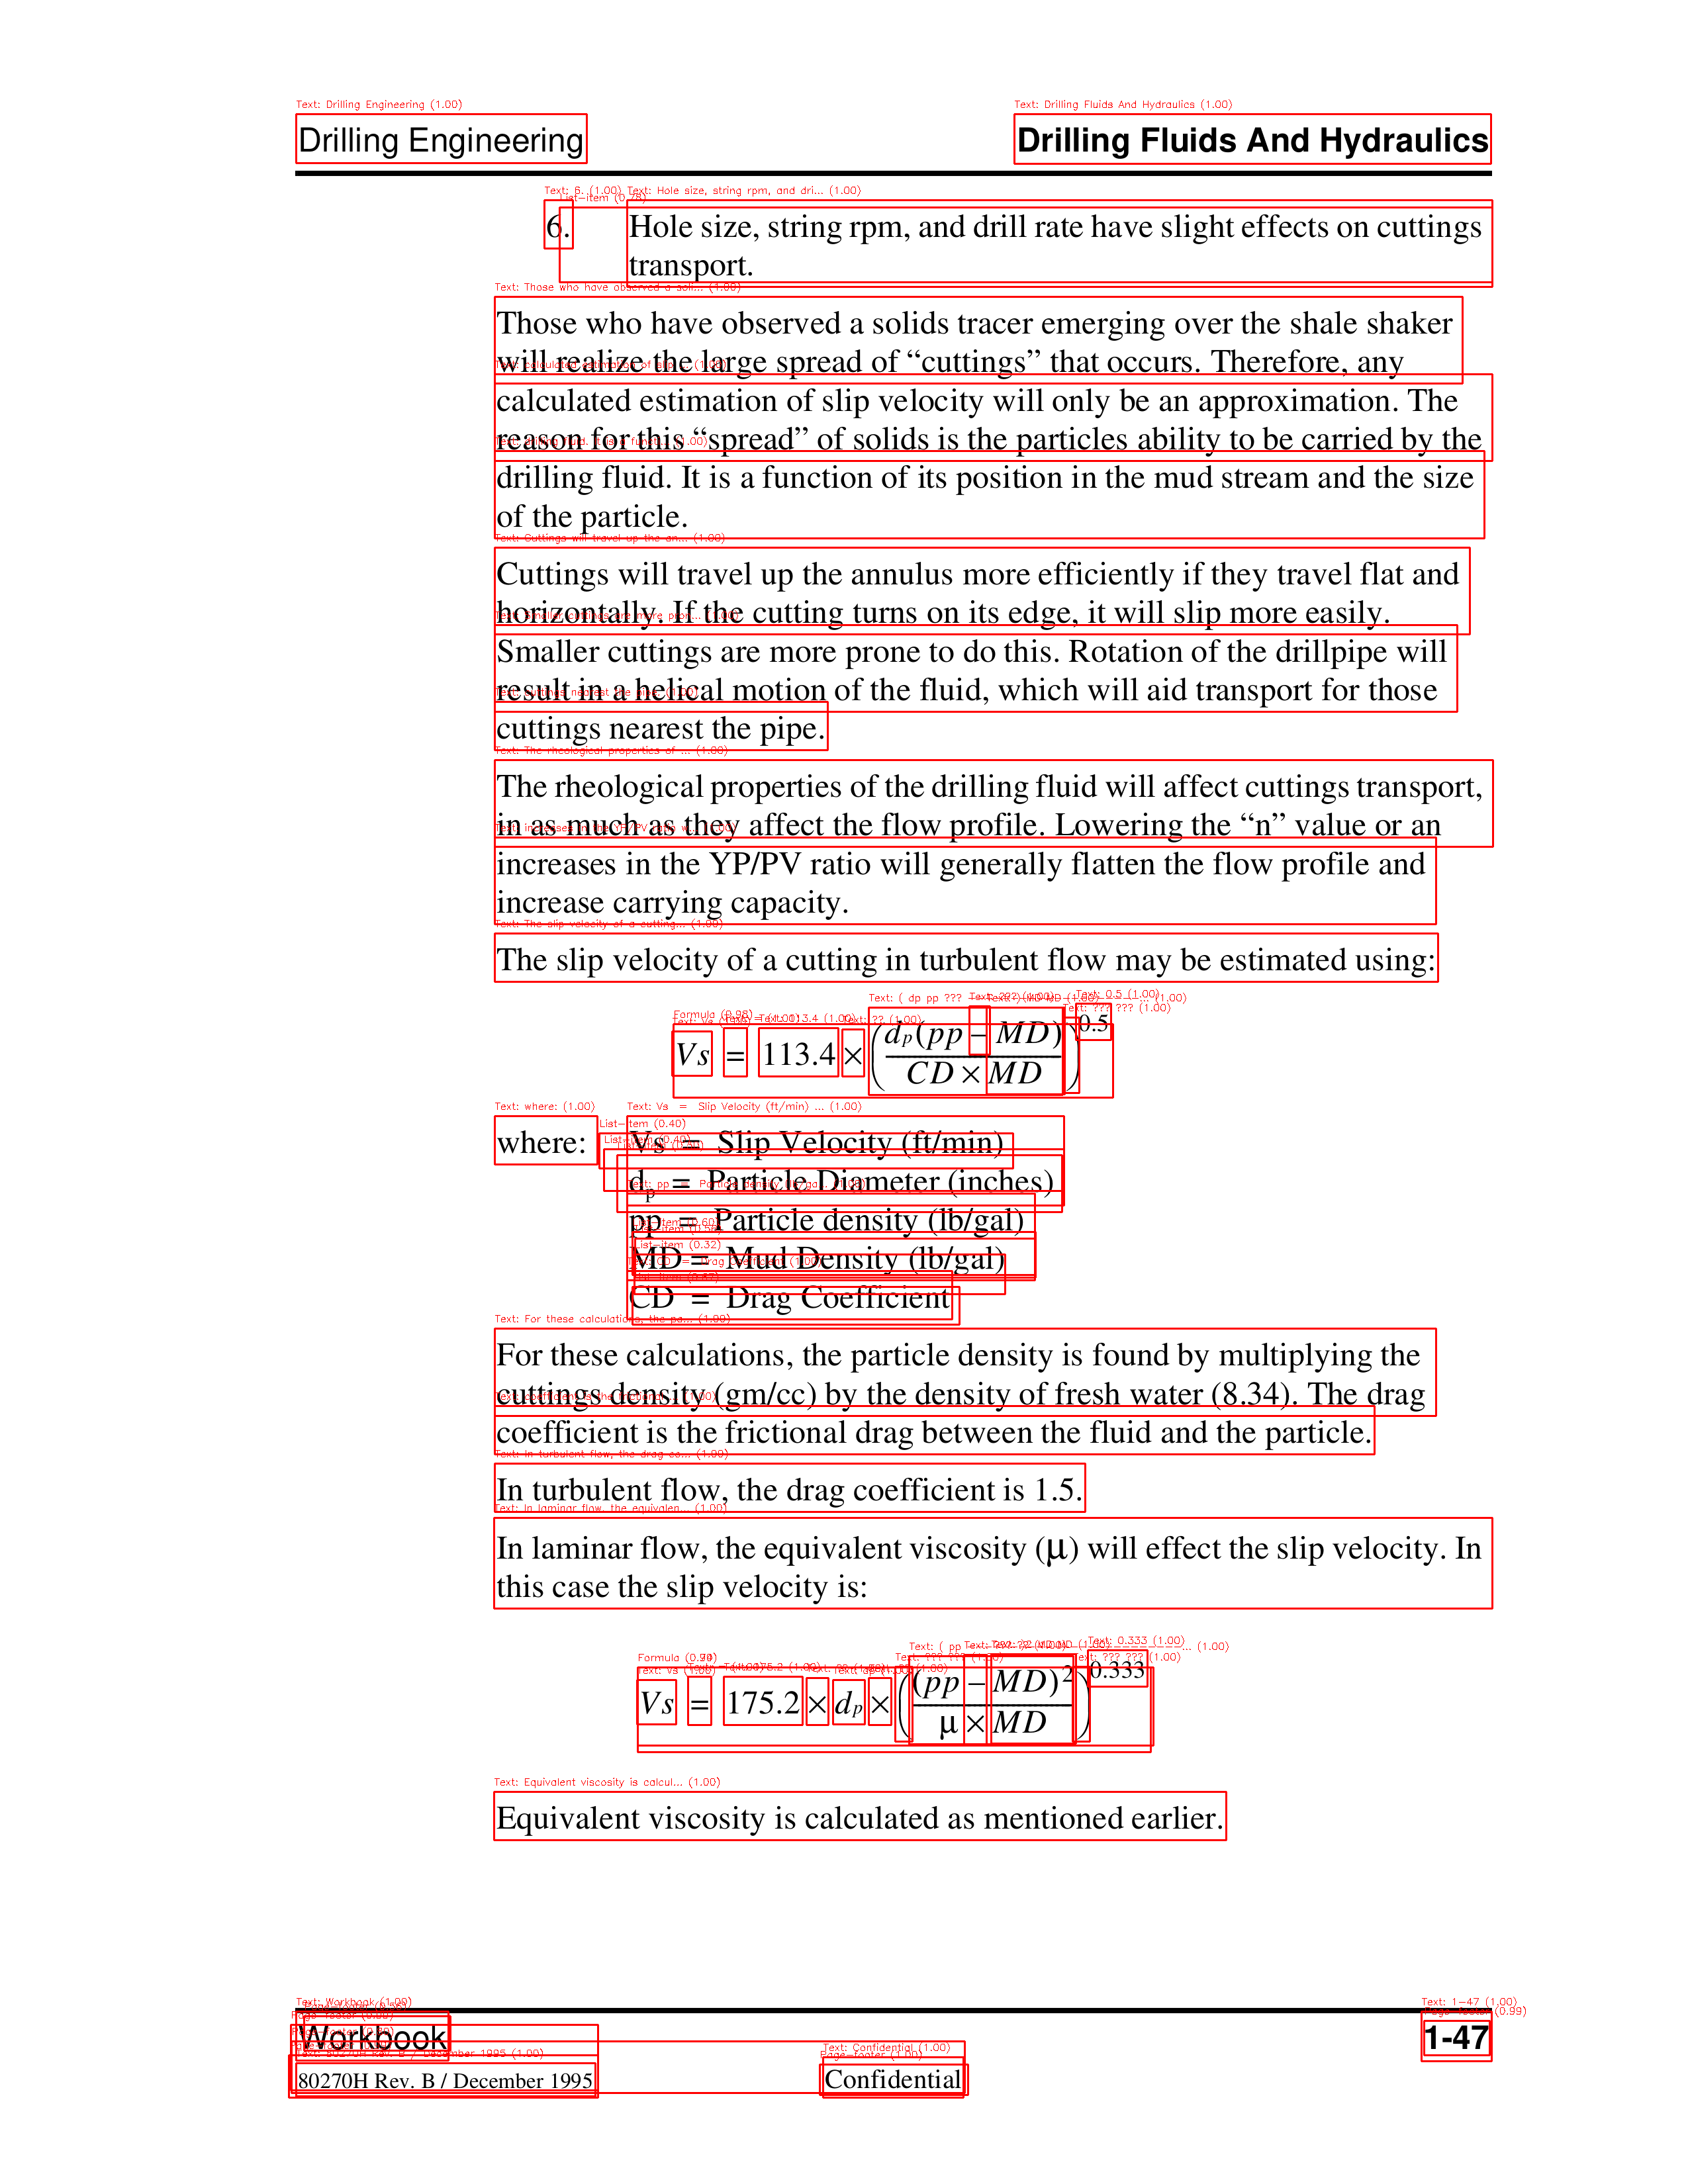 Drilling Engineering
Drilling Fluids And Hydraulics
6. Hole size, string rpm, and drill rate have slight effects on cuttings
transport.
Those who have observed a solids tracer emerging over the shale shaker
will realize the large spread of “cuttings” that occurs. Therefore, any
calculated estimation of slip velocity will only be an approximation. The
reason for this “spread” of solids is the particles ability to be carried by the
drilling fluid. It is a function of its position in the mud stream and the size
of the particle.
Cuttings will travel up the annulus more efficiently if they travel flat and
horizontally. If the cutting turns on its edge, it will slip more easily.
Smaller cuttings are more prone to do this. Rotation of the drillpipe will
result in a helical motion of the fluid, which will aid transport for those
cuttings nearest the pipe.
The rheological properties of the drilling fluid will affect cuttings transport,
in as much as they affect the flow profile. Lowering the “n” value or an
increases in the YP/PV ratio will generally flatten the flow profile and
increase carrying capacity.
The slip velocity of a cutting in turbulent flow may be estimated using:
Vs = 113.4 × (dp(pp – MD) / CD × MD)^0.5
where: Vs = Slip Velocity (ft/min)
dp = Particle Diameter (inches)
pp = Particle density (lb/gal)
MD = Mud Density (lb/gal)
CD = Drag Coefficient
For these calculations, the particle density is found by multiplying the
cuttings density (gm/cc) by the density of fresh water (8.34). The drag
coefficient is the frictional drag between the fluid and the particle.
In turbulent flow, the drag coefficient is 1.5.
In laminar flow, the equivalent viscosity (µ) will effect the slip velocity. In
this case the slip velocity is:
Vs = 175.2 × dp × ((pp – MD)² / µ × MD)^0.333
Equivalent viscosity is calculated as mentioned earlier.
Workbook
1-47
80270H Rev. B / December 1995
Confidential